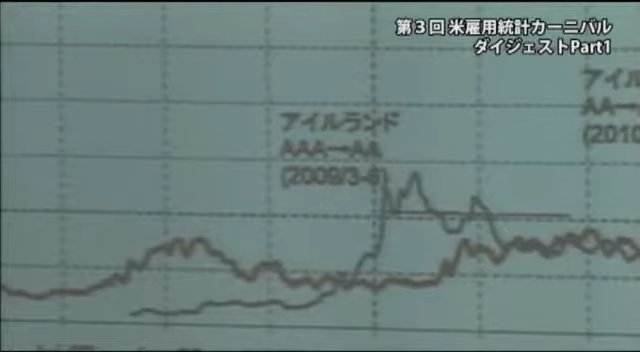 第3回 米雇用統計カーニバル
ダイジェストPart1
アイルランド
AAA→AA
(2009/3-6)
アイル
AA→
(2010